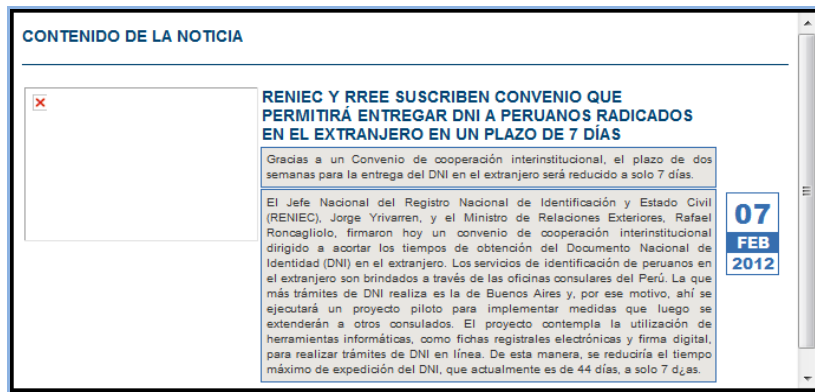 CONTENIDO DE LA NOTICIA
RENIEC Y RREE SUSCRIBEN CONVENIO QUE
PERMITIRÁ ENTREGAR DNI A PERUANOS RADICADOS
EN EL EXTRANJERO EN UN PLAZO DE 7 DÍAS
Gracias a un Convenio de cooperación interinstitucional, el plazo de dos
semanas para la entrega del DNI en el extranjero será reducido a solo 7 días.
El Jefe Nacional del Registro Nacional de Identificación y Estado Civil
(RENIEC), Jorge Yrivarren, y el Ministro de Relaciones Exteriores, Rafael
Roncagliolo, firmaron hoy un convenio de cooperación interinstitucional
dirigido a acortar los tiempos de obtención del Documento Nacional de
Identidad (DNI) en el extranjero. Los servicios de identificación de peruanos en
el extranjero son brindados a través de las oficinas consulares del Perú. La que
más trámites de DNI realiza es la de Buenos Aires y, por ese motivo, ahí se
ejecutará un proyecto piloto para implementar medidas que luego se
extenderán a otros consulados. El proyecto contempla la utilización de
herramientas informáticas, como fichas registrales electrónicas y firma digital,
para realizar trámites de DNI en línea. De esta manera, se reduciría el tiempo
máximo de expedición del DNI, que actualmente es de 44 días, a solo 7 d¿as.
07
FEB
2012